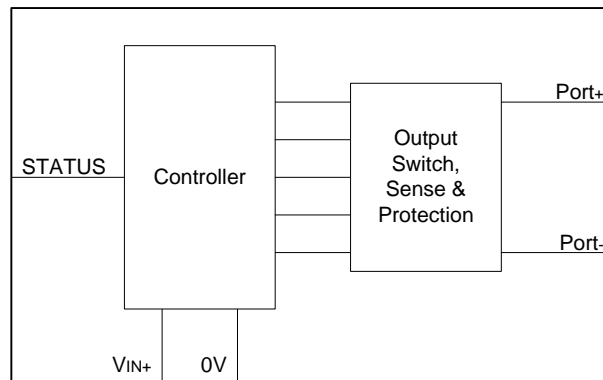 Port+
Output
Switch,
Sense &
Protection
STATUS
Controller
Port-
VIN+
0V